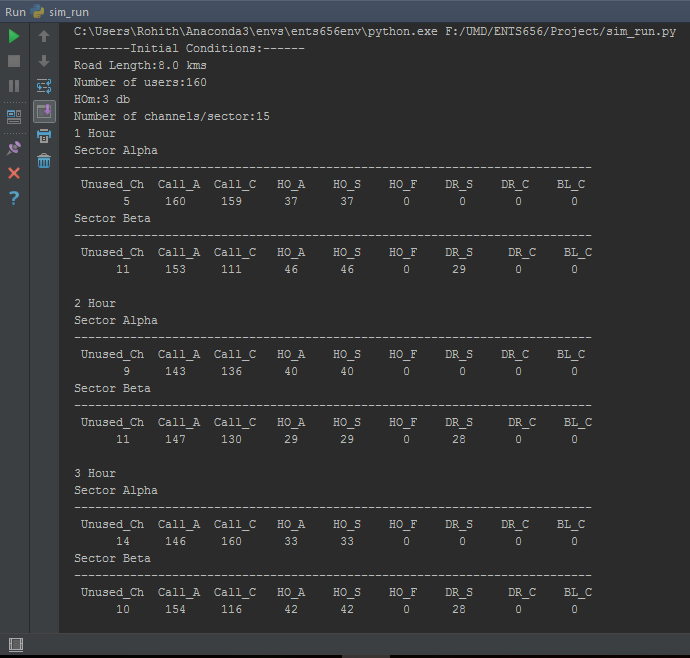 Run sim_run
C:\Users\Rohith\Anaconda3\envs\ents656env\python.exe F:/UMD/ENTS656/Project/sim_run.py
--------Initial Conditions:------
Road Length:8.0 kms
Number of users:160
HOm:3 db
Number of channels/sector:15
1 Hour
Sector Alpha
--------------------------------------------------------------------------
Unused_Ch Call_A Call_C HO_A HO_S HO_F DR_S DR_C BL_C
5 160 159 37 37 0 0 0 0
Sector Beta
--------------------------------------------------------------------------
Unused_Ch Call_A Call_C HO_A HO_S HO_F DR_S DR_C BL_C
11 153 111 46 46 0 29 0 0
2 Hour
Sector Alpha
--------------------------------------------------------------------------
Unused_Ch Call_A Call_C HO_A HO_S HO_F DR_S DR_C BL_C
9 143 136 40 40 0 0 0 0
Sector Beta
--------------------------------------------------------------------------
Unused_Ch Call_A Call_C HO_A HO_S HO_F DR_S DR_C BL_C
11 147 130 29 29 0 28 0 0
3 Hour
Sector Alpha
--------------------------------------------------------------------------
Unused_Ch Call_A Call_C HO_A HO_S HO_F DR_S DR_C BL_C
14 146 160 33 33 0 0 0 0
Sector Beta
--------------------------------------------------------------------------
Unused_Ch Call_A Call_C HO_A HO_S HO_F DR_S DR_C BL_C
10 154 116 42 42 0 28 0 0